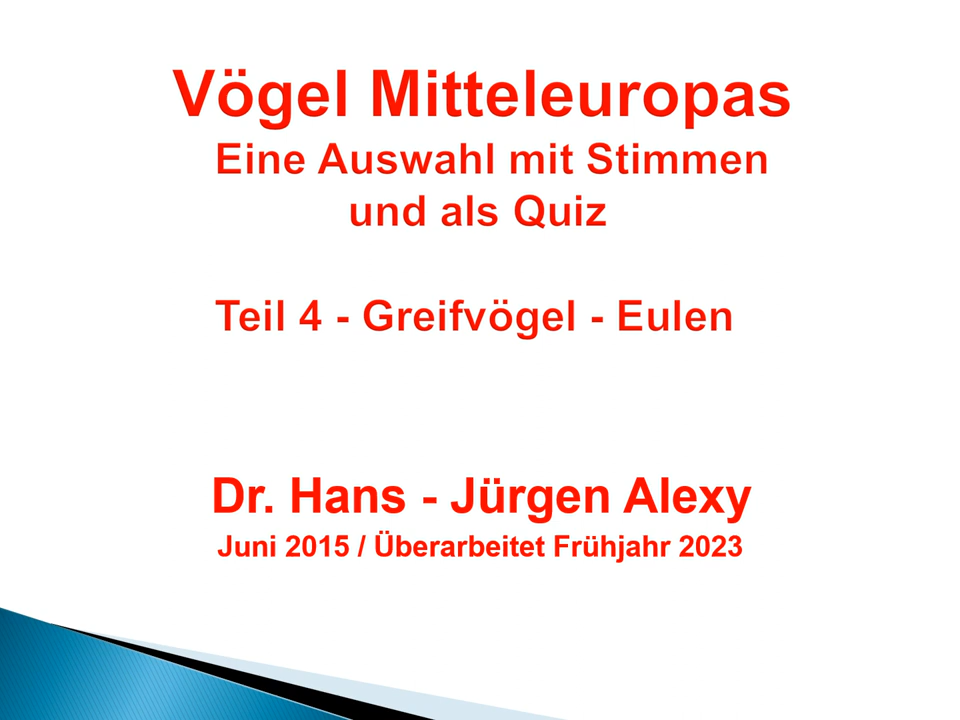 Vögel Mitteleuropas
Eine Auswahl mit Stimmen
und als Quiz
Teil 4 - Greifvögel - Eulen
Dr. Hans - Jürgen Alexy
Juni 2015 / Überarbeitet Frühjahr 2023